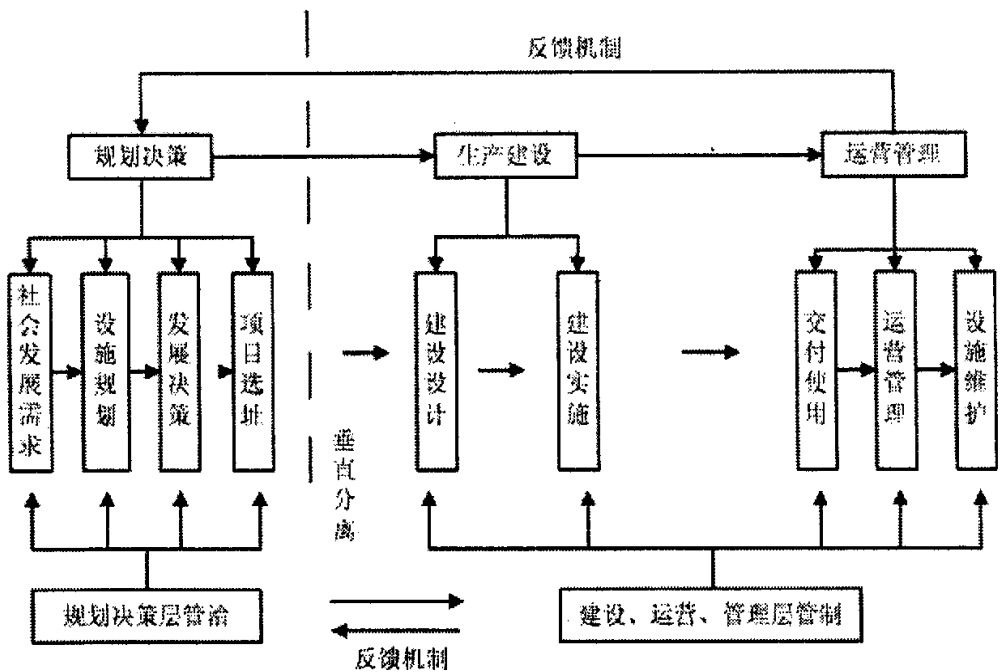 反馈机制
规划决策
生产建设
运营管理
社会发展需求
设施规划
发展决策
项目选址
建设设计
建设实施
交付使用
运营管理
设施维护
垂直分离
规划决策层管治
建设、运营、管理层管制
反馈机制